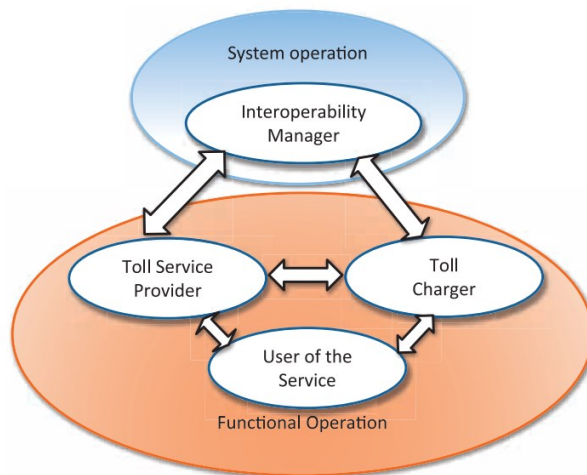 System operation
Interoperability
Manager
Toll Service
Provider
Toll
Charger
User of the
Service
Functional Operation